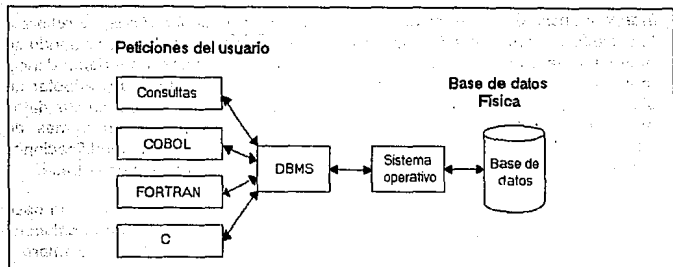 Peticiones del usuario
Consultas
COBOL
FORTRAN
C
DBMS
Sistema
operativo
Base de datos
Física
Base de
datos